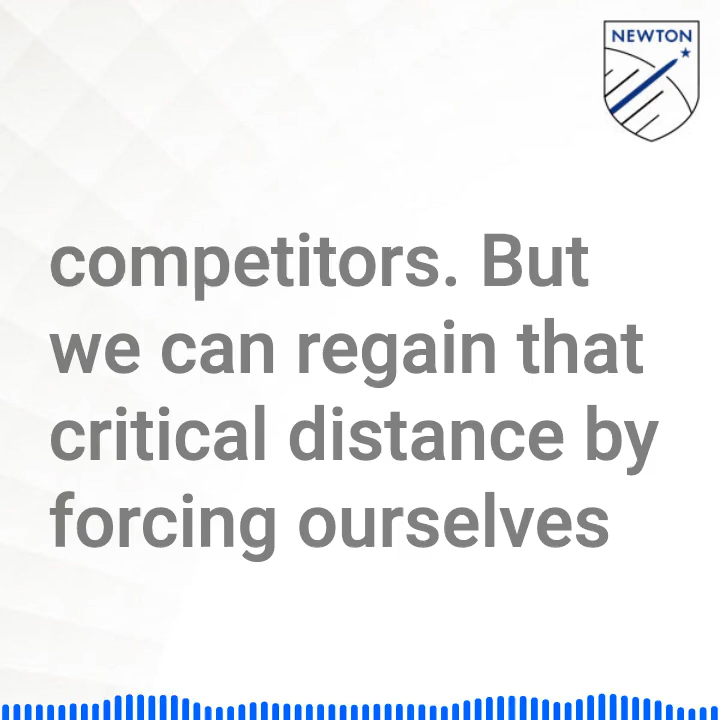 NEWTON
competitors. But
we can regain that
critical distance by
forcing ourselves